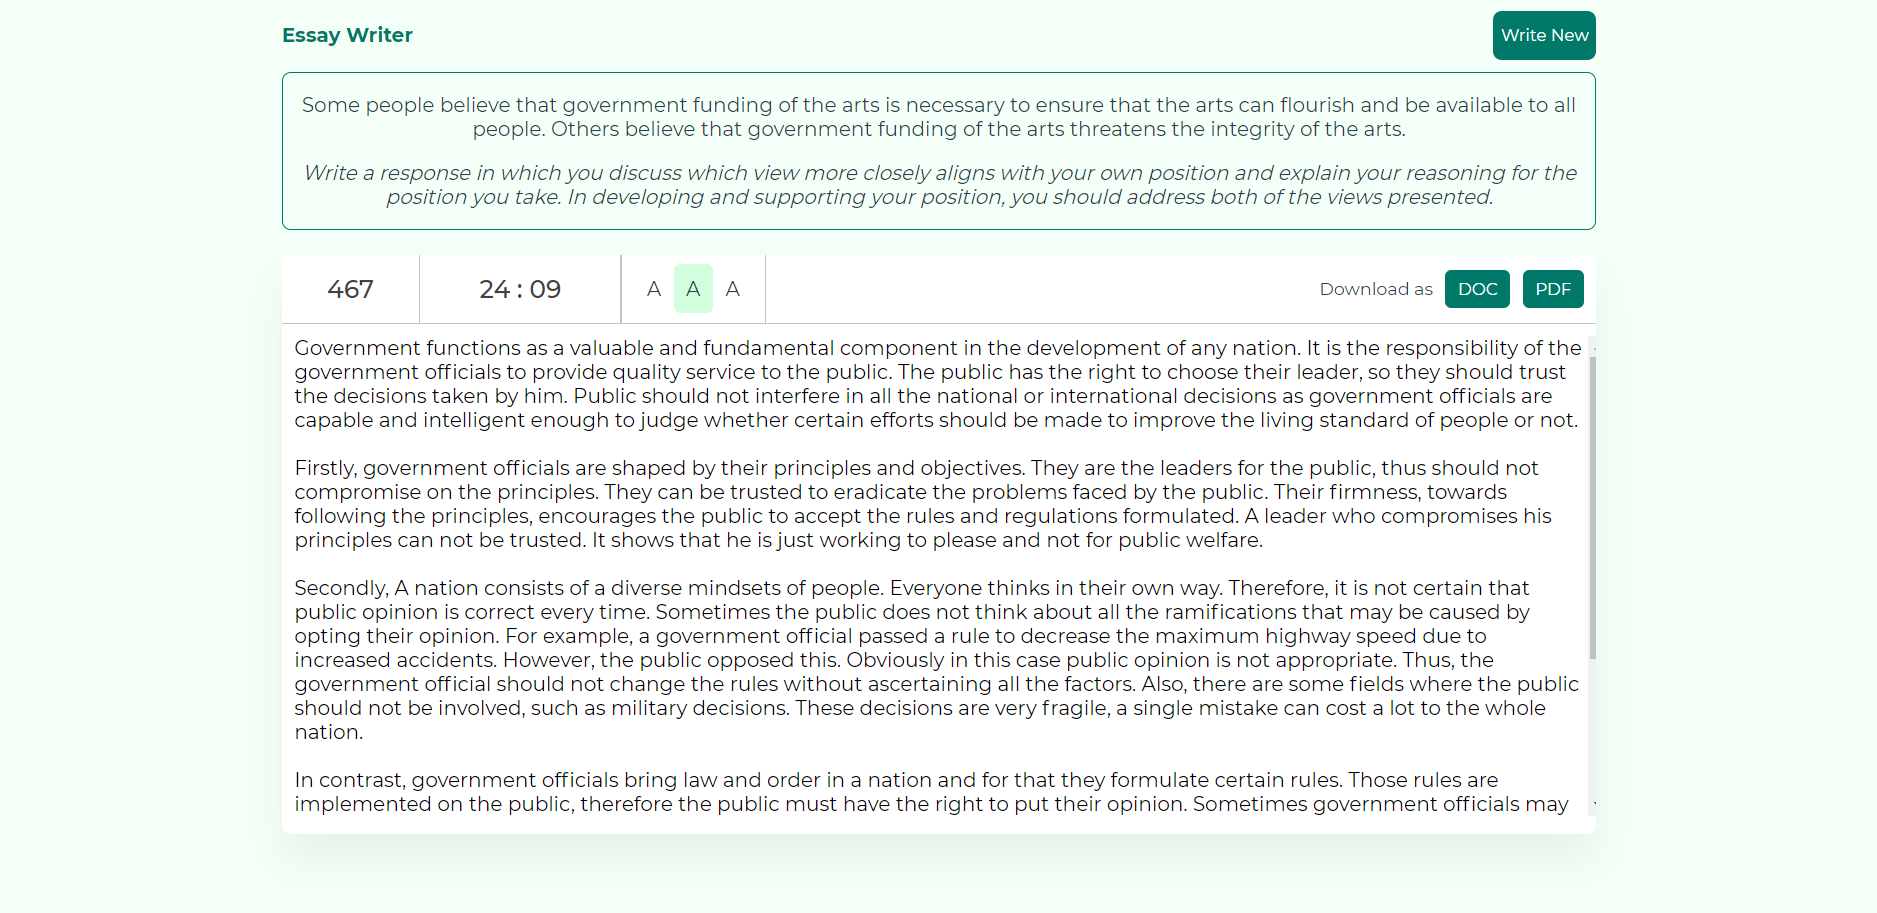 Essay Writer
Write New
Some people believe that government funding of the arts is necessary to ensure that the arts can flourish and be available to all
people. Others believe that government funding of the arts threatens the integrity of the arts.
Write a response in which you discuss which view more closely aligns with your own position and explain your reasoning for the
position you take. In developing and supporting your position, you should address both of the views presented.
467
24 : 09
A A A
Download as
DOC
PDF
Government functions as a valuable and fundamental component in the development of any nation. It is the responsibility of the
government officials to provide quality service to the public. The public has the right to choose their leader, so they should trust
the decisions taken by him. Public should not interfere in all the national or international decisions as government officials are
capable and intelligent enough to judge whether certain efforts should be made to improve the living standard of people or not.
Firstly, government officials are shaped by their principles and objectives. They are the leaders for the public, thus should not
compromise on the principles. They can be trusted to eradicate the problems faced by the public. Their firmness, towards
following the principles, encourages the public to accept the rules and regulations formulated. A leader who compromises his
principles can not be trusted. It shows that he is just working to please and not for public welfare.
Secondly, A nation consists of a diverse mindsets of people. Everyone thinks in their own way. Therefore, it is not certain that
public opinion is correct every time. Sometimes the public does not think about all the ramifications that may be caused by
opting their opinion. For example, a government official passed a rule to decrease the maximum highway speed due to
increased accidents. However, the public opposed this. Obviously in this case public opinion is not appropriate. Thus, the
government official should not change the rules without ascertaining all the factors. Also, there are some fields where the public
should not be involved, such as military decisions. These decisions are very fragile, a single mistake can cost a lot to the whole
nation.
In contrast, government officials bring law and order in a nation and for that they formulate certain rules. Those rules are
implemented on the public, therefore the public must have the right to put their opinion. Sometimes government officials may